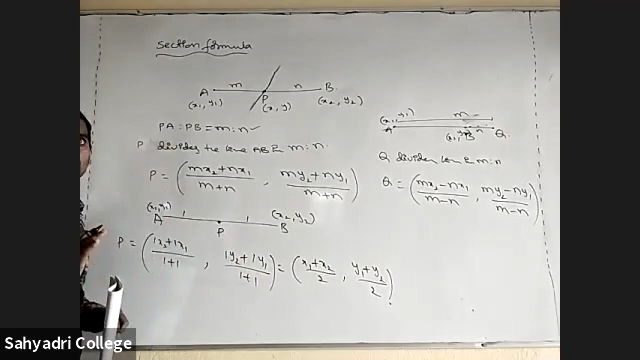 Section formula
m n
A P B
(x₁, y₁) (x, y) (x₂, y₂)
PA : PB = m : n
P divides the line AB in m : n
P = ( (mx₂ + nx₁)/(m+n) , (my₂ + ny₁)/(m+n) )
(x₁, y₁) m
A B n Q
Q divides line m : n
Q = ( (mx₂ − nx₁)/(m−n) , (my₂ − ny₁)/(m−n) )
(x₁, y₁) 1 1 (x₂, y₂)
A P B
P = ( (1x₂ + 1x₁)/(1+1) , (1y₂ + 1y₁)/(1+1) ) = ( (x₁ + x₂)/2 , (y₁ + y₂)/2 )
Sahyadri College